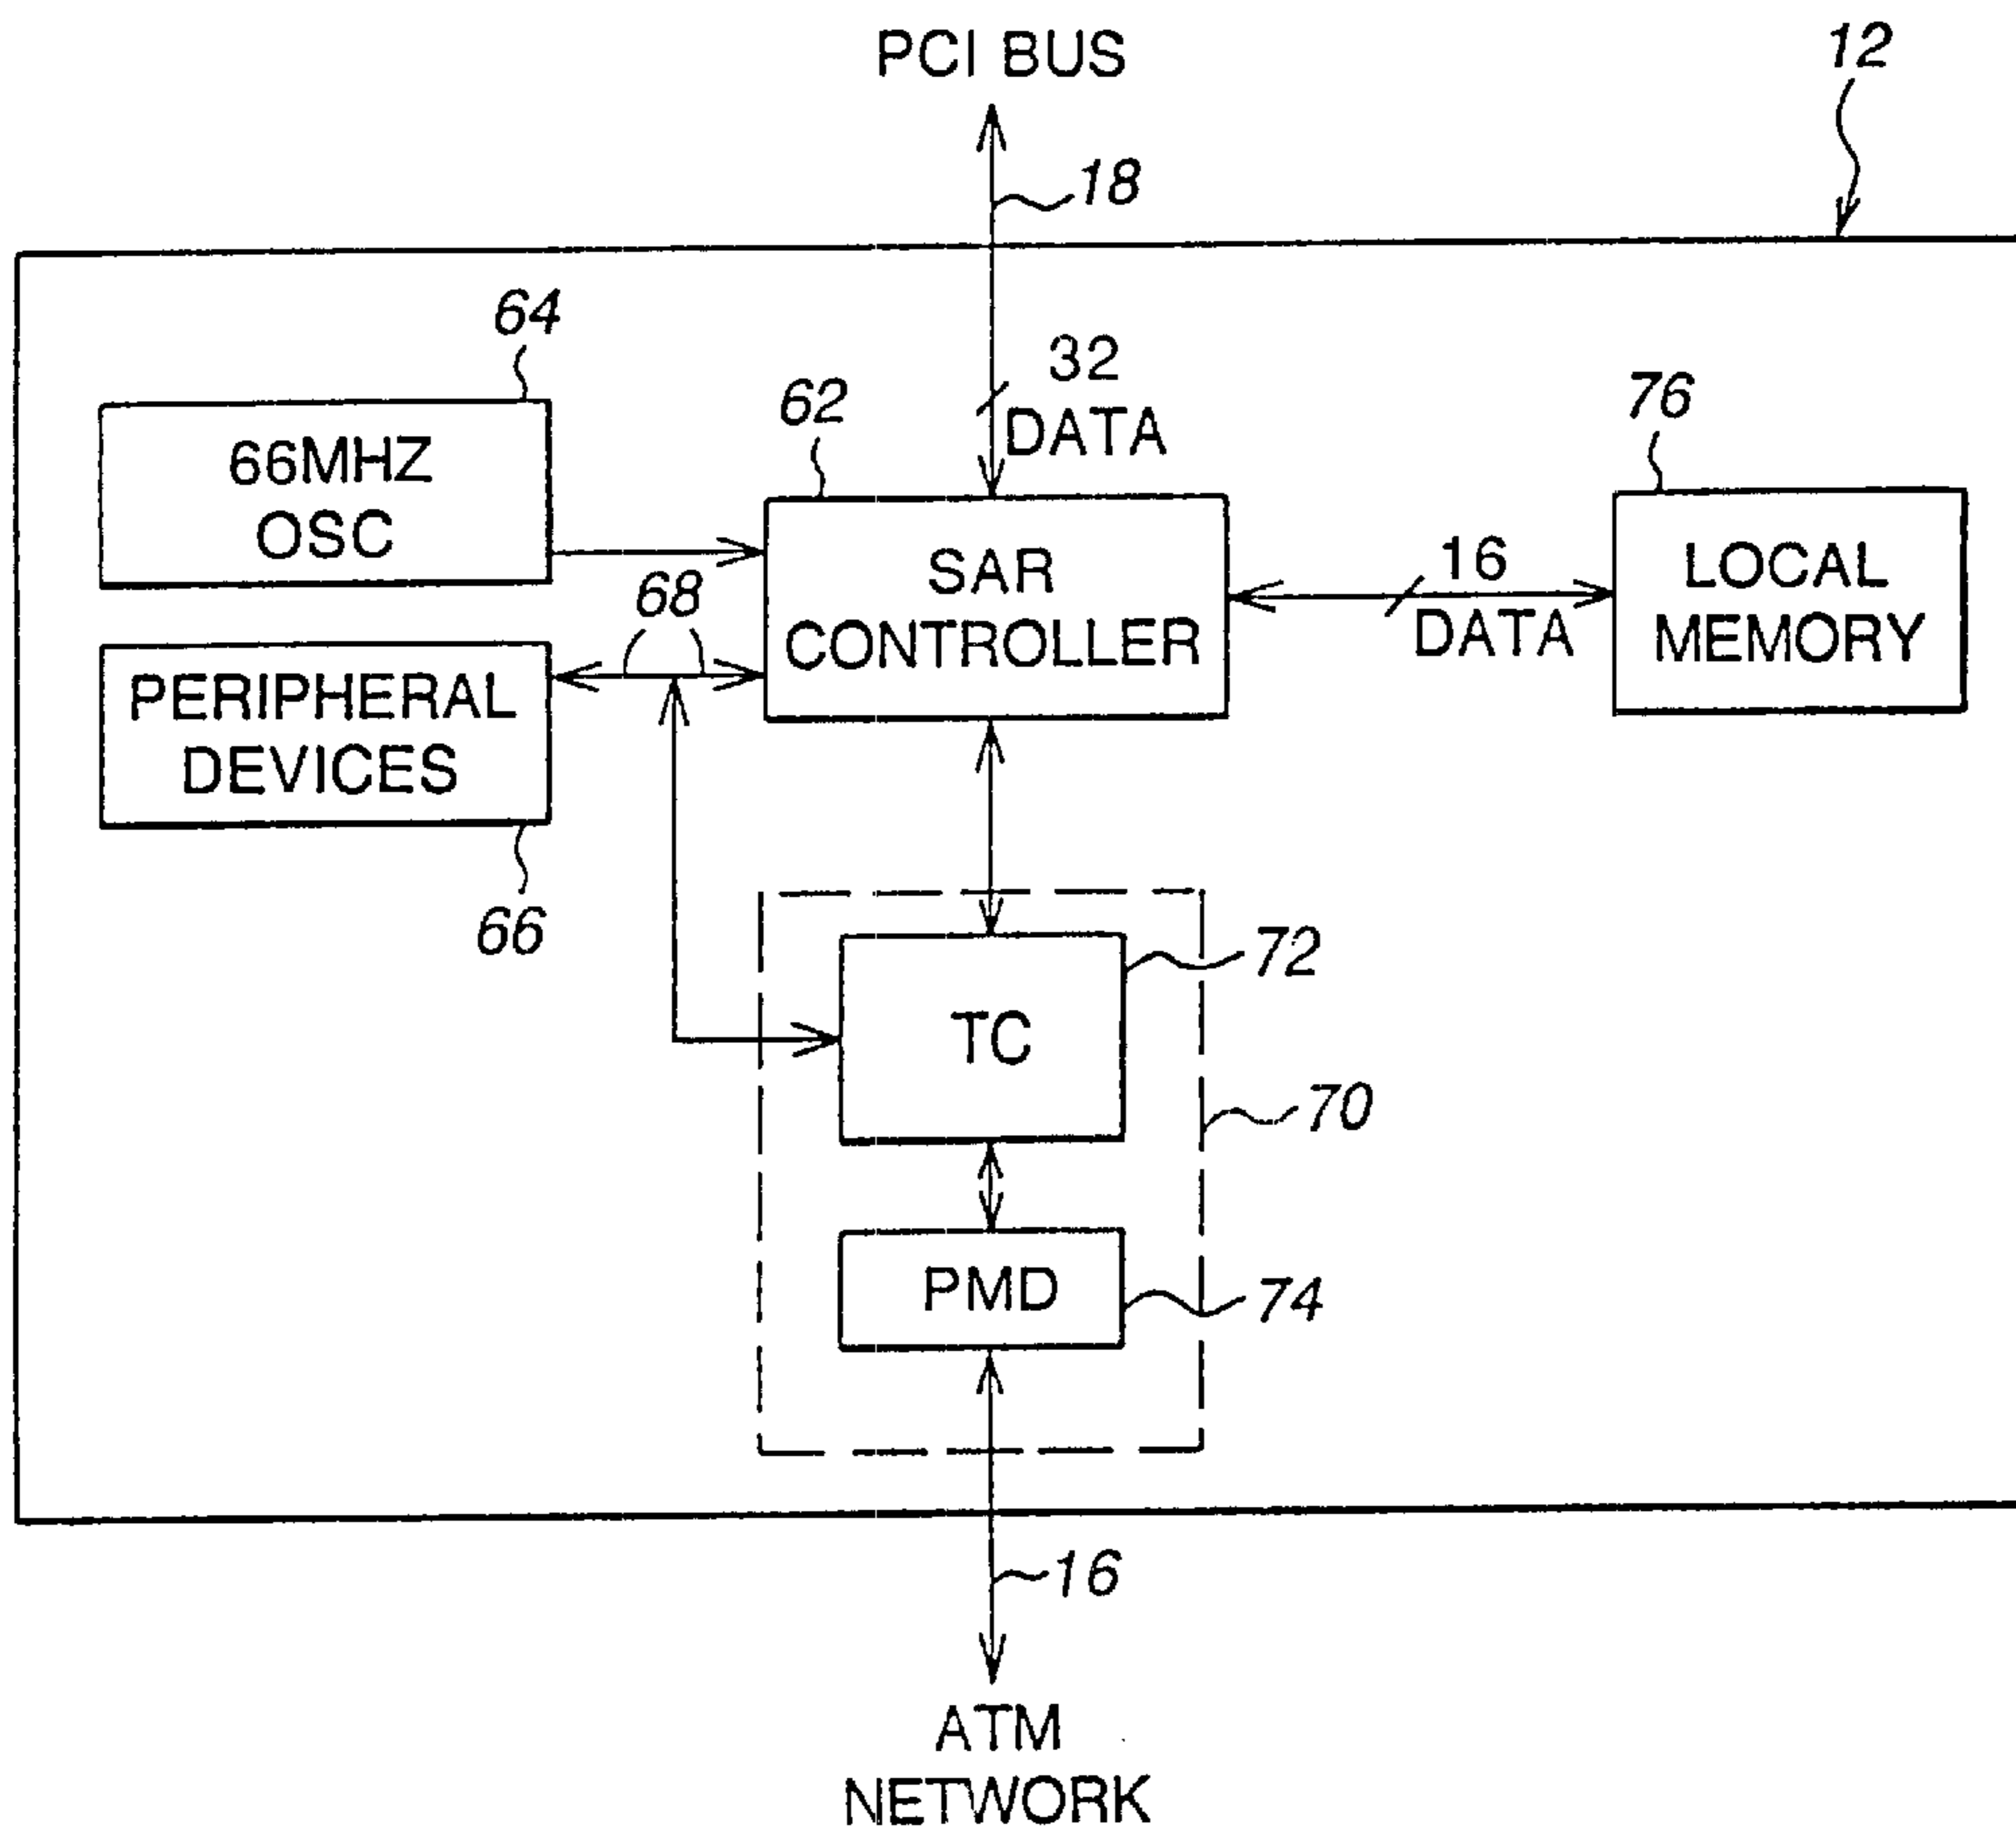 PCI BUS
12
18
64
32
DATA
62
76
66MHZ
OSC
68
SAR
CONTROLLER
16
DATA
LOCAL
MEMORY
PERIPHERAL
DEVICES
66
72
TC
70
PMD
74
16
ATM
NETWORK